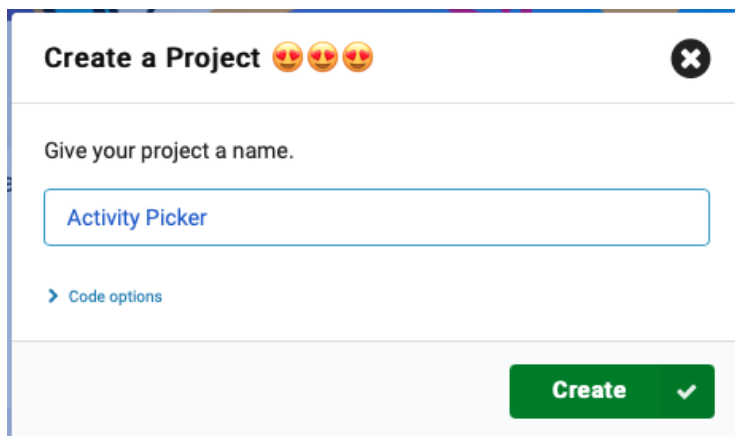 Create a Project 😍😍😍
Give your project a name.
Activity Picker
Code options
Create